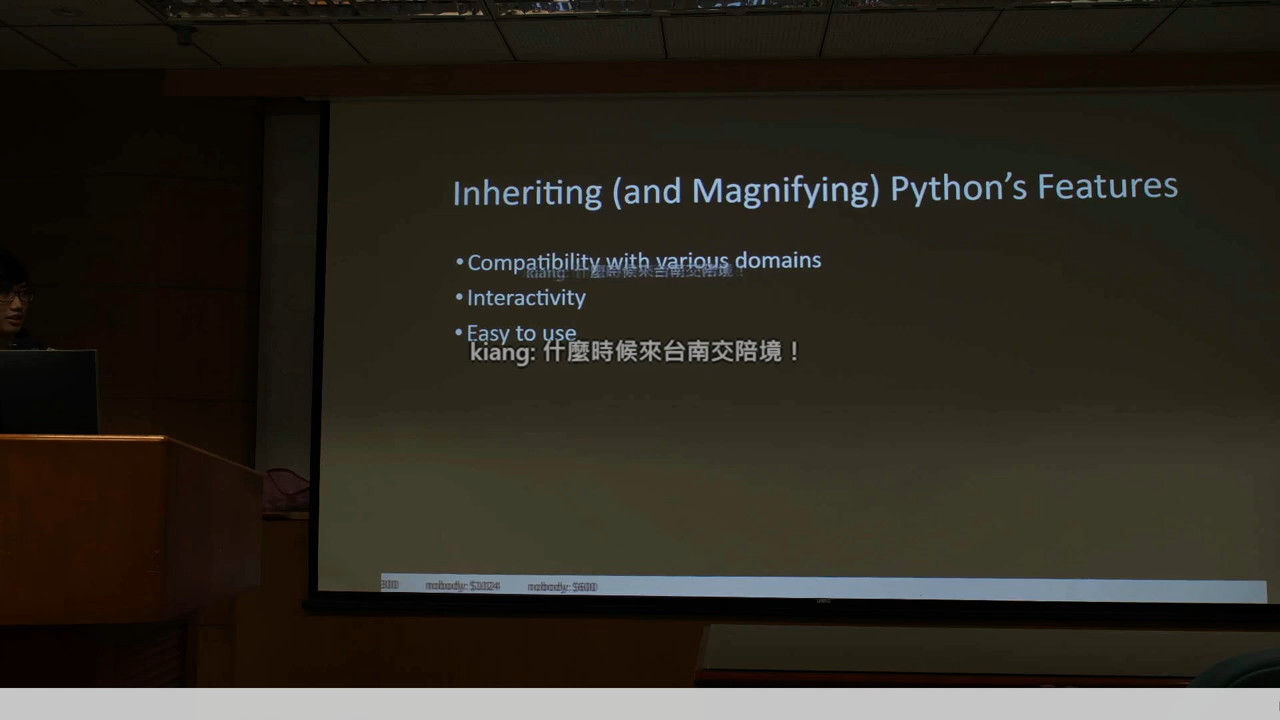 Inheriting (and Magnifying) Python's Features
• Compatibility with various domains
kiang: 什麼時候來台南交陪境！
• Interactivity
• Easy to use
kiang: 什麼時候來台南交陪境！
300 nobody: $1024 nobody: $600